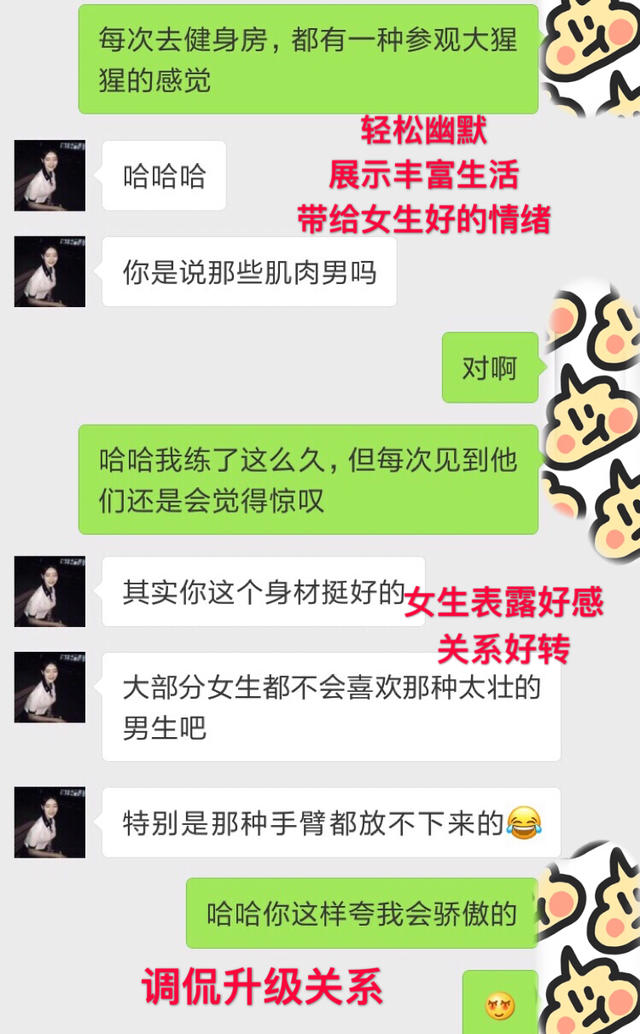 每次去健身房，都有一种参观大猩
猩的感觉
轻松幽默
哈哈哈
展示丰富生活
带给女生好的情绪
你是说那些肌肉男吗
对啊
哈哈我练了这么久，但每次见到他
们还是会觉得惊叹
其实你这个身材挺好的
女生表露好感
关系好转
大部分女生都不会喜欢那种太壮的
男生吧
特别是那种手臂都放不下来的😂
哈哈你这样夸我会骄傲的
调侃升级关系